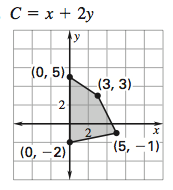 C = x + 2y
y
(0, 5)
(3, 3)
2
2
x
(0, −2)
(5, −1)